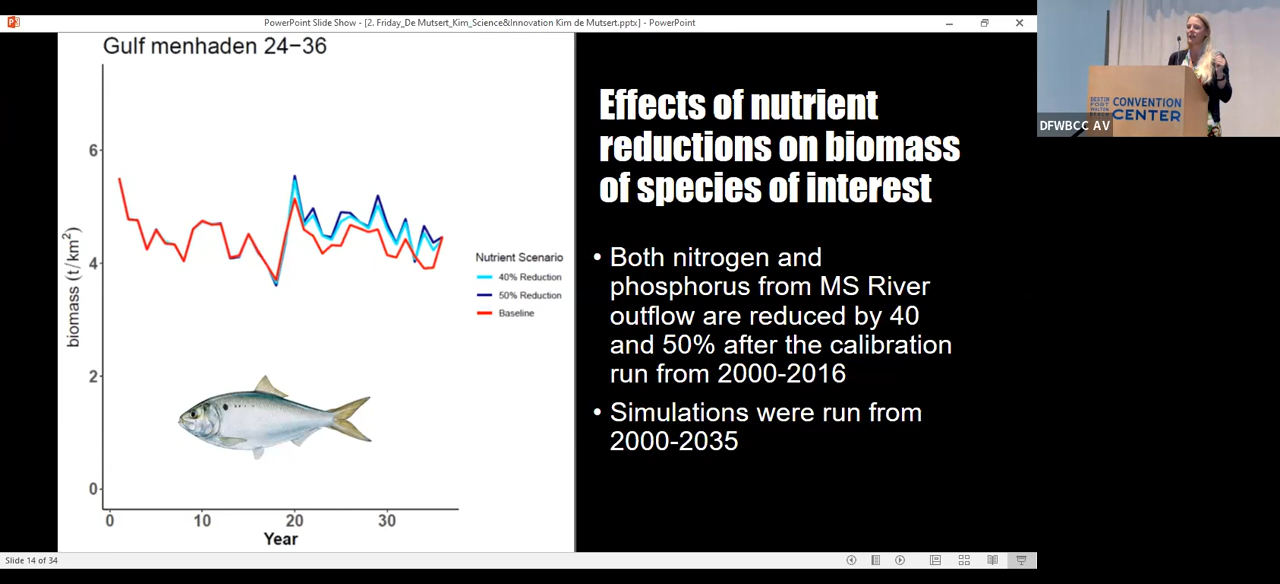 PowerPoint Slide Show - [2. Friday_De Mutsert_Kim_Science&Innovation Kim de Mutsert.pptx] - PowerPoint
Gulf menhaden 24−36
biomass (t/km²)
6
4
2
0
0 10 20 30
Year
Nutrient Scenario
40% Reduction
50% Reduction
Baseline
Effects of nutrient
reductions on biomass
of species of interest
• Both nitrogen and
phosphorus from MS River
outflow are reduced by 40
and 50% after the calibration
run from 2000-2016
• Simulations were run from
2000-2035
DESTIN
FORT
WALTON
BEACH
CONVENTION
CENTER
DFWBCC AV
Slide 14 of 34